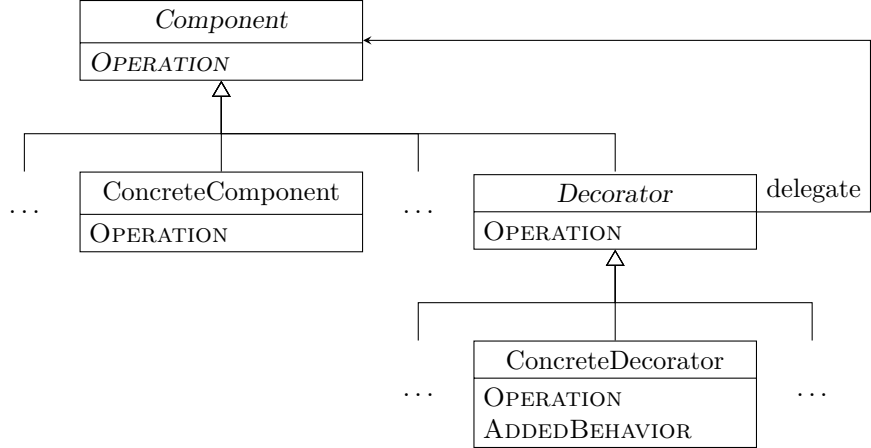 Component
OPERATION
ConcreteComponent
OPERATION
Decorator
OPERATION
delegate
ConcreteDecorator
OPERATION
ADDEDBEHAVIOR
...
...
...
...